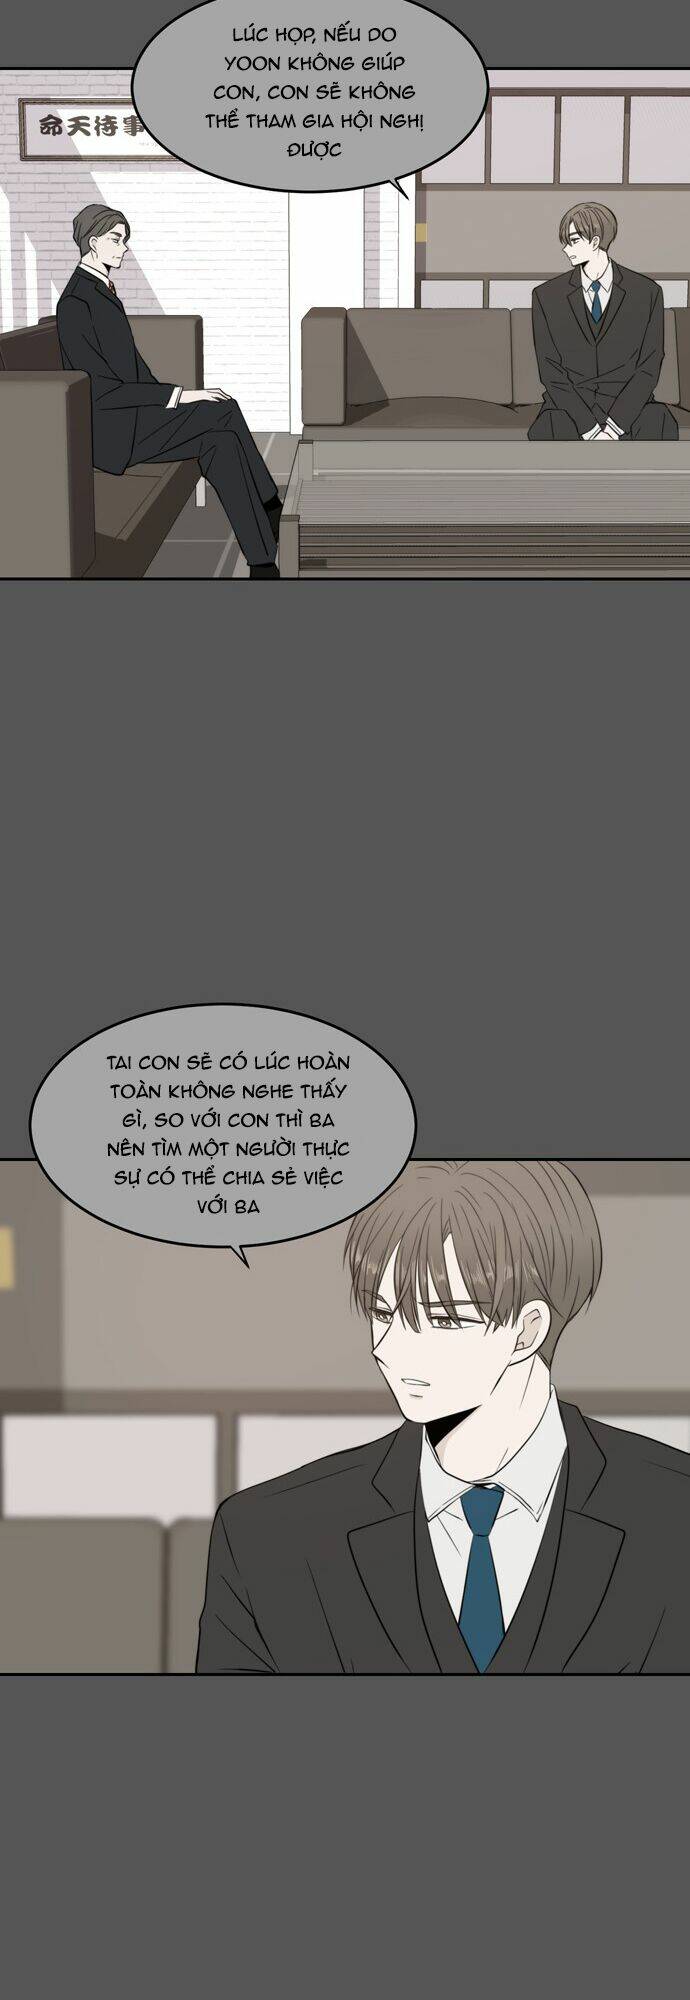 LÚC HỌP, NẾU DO
YOON KHÔNG GIÚP
CON, CON SẼ KHÔNG
THỂ THAM GIA HỘI NGHỊ
ĐƯỢC
命天待事
TAI CON SẼ CÓ LÚC HOÀN
TOÀN KHÔNG NGHE THẤY
GÌ, SO VỚI CON THÌ BA
NÊN TÌM MỘT NGƯỜI THỰC
SỰ CÓ THỂ CHIA SẺ VIỆC
VỚI BA